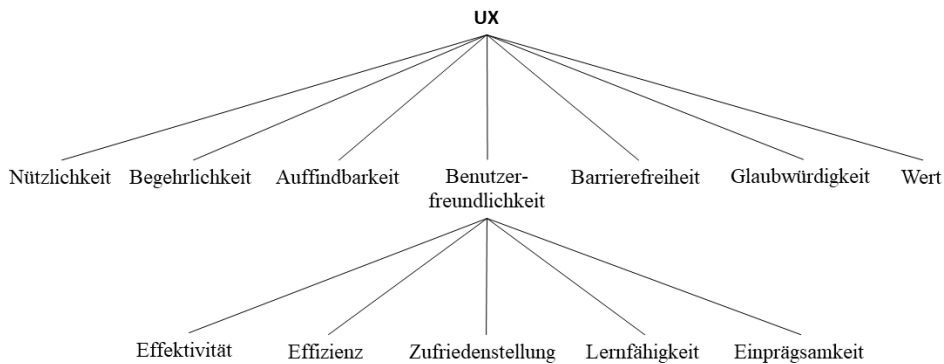 UX
Nützlichkeit Begehrlichkeit Auffindbarkeit Benutzer- Barrierefreiheit Glaubwürdigkeit Wert
freundlichkeit
Effektivität Effizienz Zufriedenstellung Lernfähigkeit Einprägsamkeit